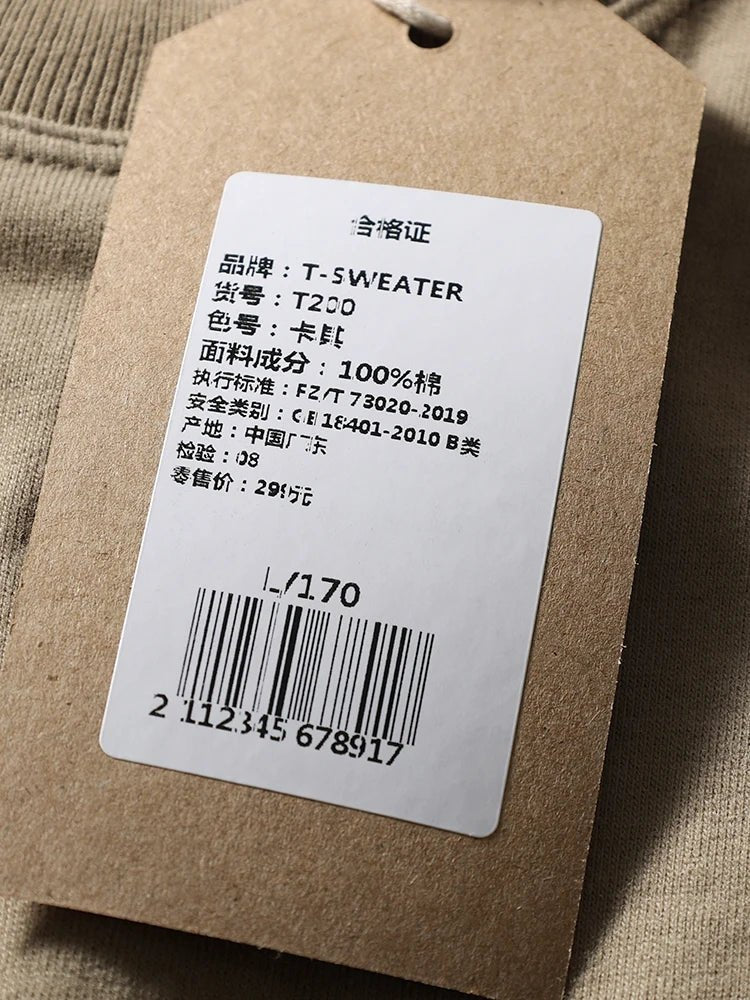 合格证
品牌：T-SWEATER
货号：T200
色号：卡其
面料成分：100%棉
执行标准：FZ/T 73020-2019
安全类别：GB 18401-2010 B类
产地：中国广东
检验：08
零售价：299元
L/170
2 112345 678917